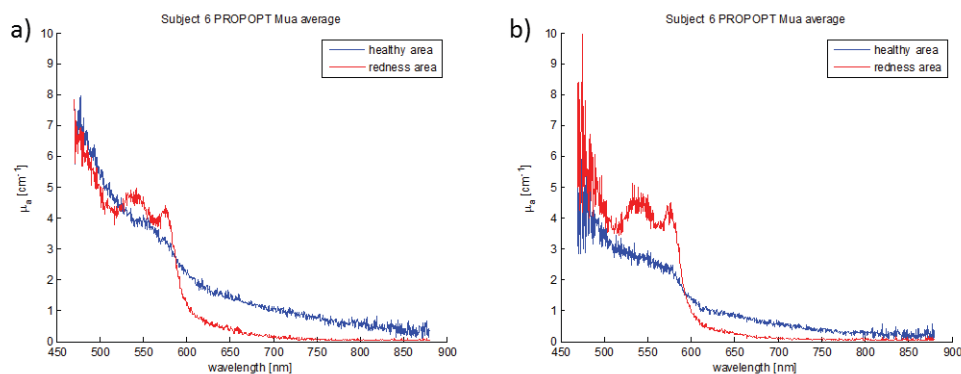 a)
Subject 6 PROPOPT Mua average
10
9
8
7
6
5
4
3
2
1
0
μa [cm-1]
healthy area
redness area
450 500 550 600 650 700 750 800 850 900
wavelength [nm]
b)
Subject 6 PROPOPT Mua average
10
9
8
7
6
5
4
3
2
1
0
μa [cm-1]
healthy area
redness area
450 500 550 600 650 700 750 800 850 900
wavelength [nm]